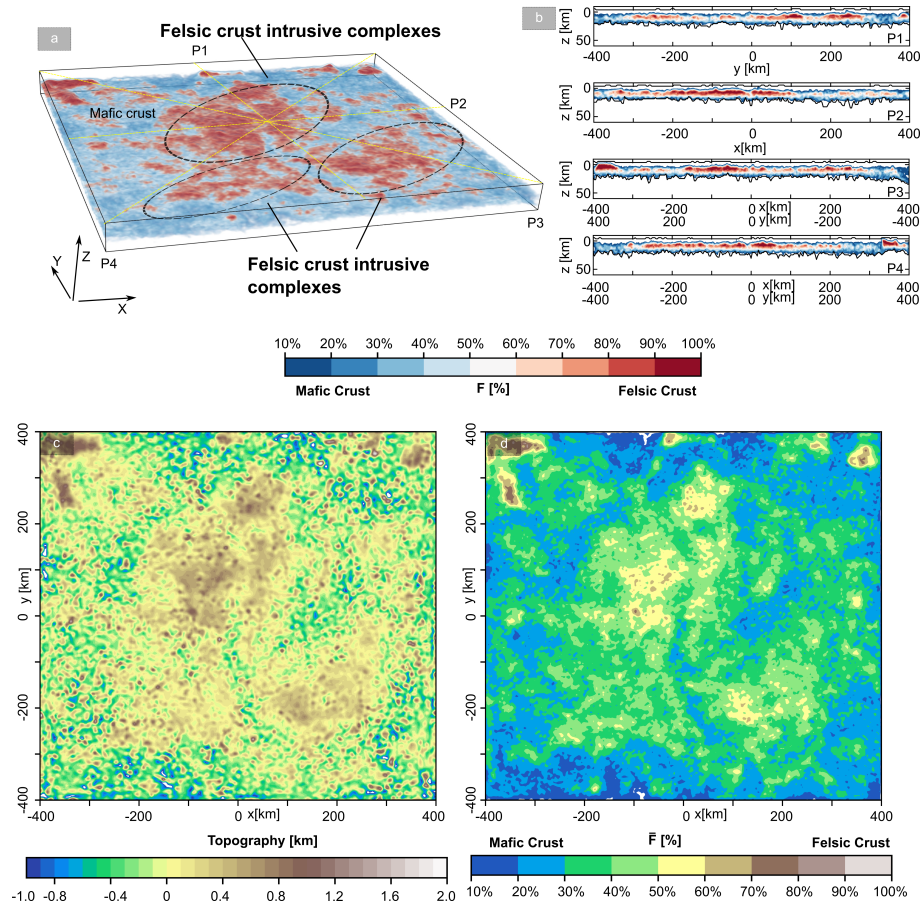 a
Felsic crust intrusive complexes
P1
Mafic crust
P2
P3
P4
Y
Z
X
Felsic crust intrusive
complexes
b
z [km]
0
50
P1
-400 -200 0 200 400
y [km]
z [km]
0
50
P2
-400 -200 0 200 400
x[km]
z [km]
0
50
P3
400 -200 0 x[km] 200 400
-400 200 0 y[km] -200 -400
z [km]
0
50
P4
-400 -200 0 x[km] 200 400
-400 -200 0 y[km] 200 400
10% 20% 30% 40% 50% 60% 70% 80% 90% 100%
Mafic Crust F [%] Felsic Crust
c
400
200
0
-200
-400
y [km]
-400 -200 0 x[km] 200 400
Topography [km]
-1.0 -0.8 -0.4 0 0.4 0.8 1.2 1.6 2.0
d
400
200
0
-200
-400
y [km]
-400 -200 0 x[km] 200 400
Mafic Crust F̅ [%] Felsic Crust
10% 20% 30% 40% 50% 60% 70% 80% 90% 100%